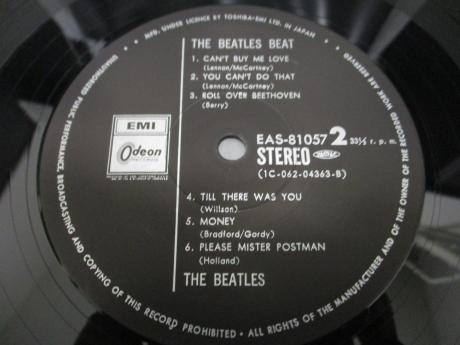 MFD. UNDER LICENCE BY TOSHIBA-EMI LTD. IN JAPAN
THE BEATLES BEAT
1. CAN'T BUY ME LOVE
(Lennon/McCartney)
2. YOU CAN'T DO THAT
(Lennon/McCartney)
3. ROLL OVER BEETHOVEN
(Berry)
EMI
Odeon
EAS-81057 2 33⅓ r. p. m.
STEREO
(1C-062-04363-B)
4. TILL THERE WAS YOU
(Willson)
5. MONEY
(Bradford/Gordy)
6. PLEASE MISTER POSTMAN
(Holland)
THE BEATLES
UNAUTHORIZED PUBLIC PERFORMANCE, BROADCASTING AND COPYING OF THIS RECORD PROHIBITED • ALL RIGHTS OF THE MANUFACTURER AND OF THE OWNER OF THE RECORDED WORK ARE RESERVED